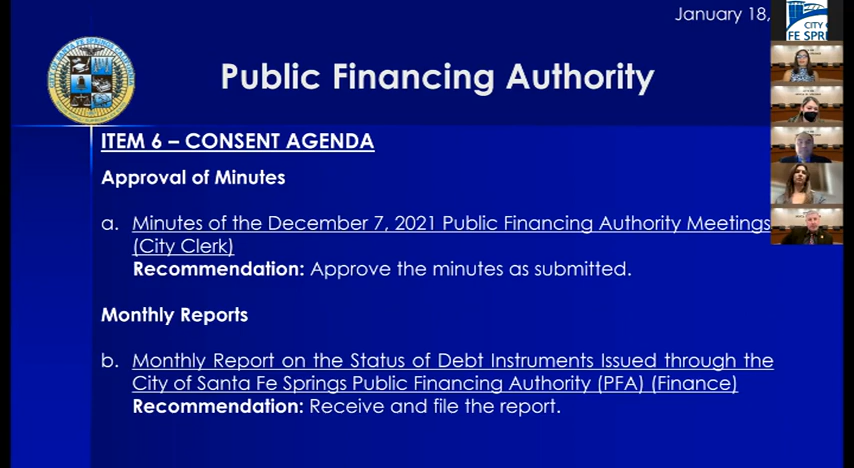 January 18,
CITY
FE SPRI
Public Financing Authority
ITEM 6 – CONSENT AGENDA
Approval of Minutes
a. Minutes of the December 7, 2021 Public Financing Authority Meetings
(City Clerk)
Recommendation: Approve the minutes as submitted.
Monthly Reports
b. Monthly Report on the Status of Debt Instruments Issued through the
City of Santa Fe Springs Public Financing Authority (PFA) (Finance)
Recommendation: Receive and file the report.